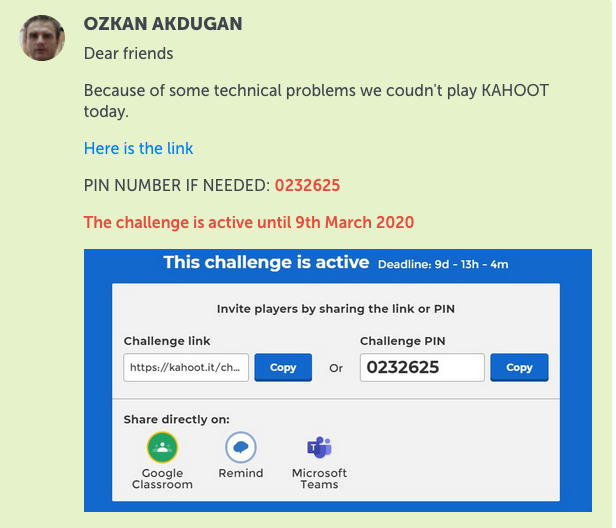 OZKAN AKDUGAN
Dear friends
Because of some technical problems we coudn't play KAHOOT
today.
Here is the link
PIN NUMBER IF NEEDED: 0232625
The challenge is active until 9th March 2020
This challenge is active Deadline: 9d - 13h - 4m
Invite players by sharing the link or PIN
Challenge link Challenge PIN
https://kahoot.it/ch... Copy Or 0232625 Copy
Share directly on:
Google Remind Microsoft
Classroom Teams